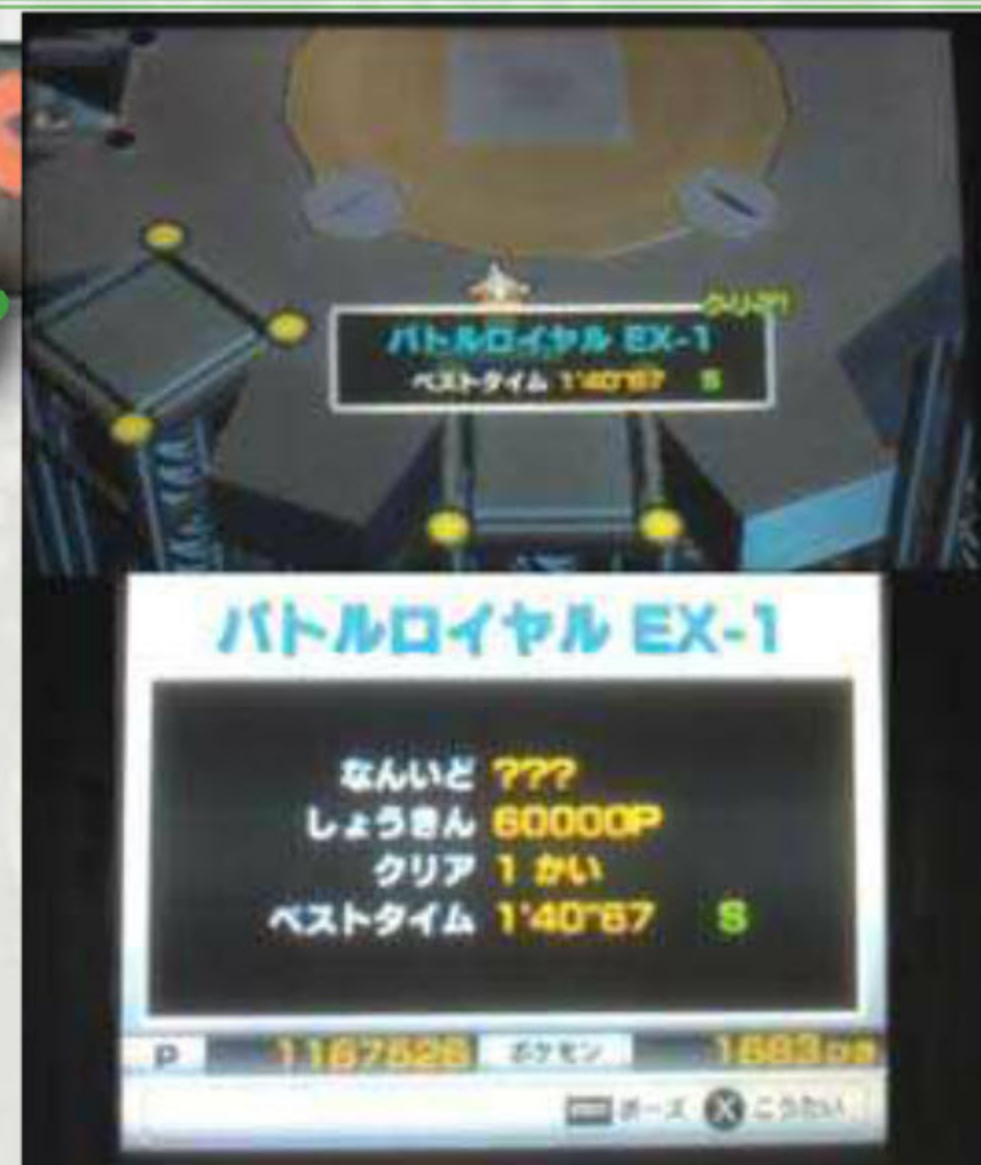 クリア!
バトルロイヤル EX-1
ベストタイム 1'40"67 S
バトルロイヤル EX-1
なんいど ???
しょうきん 60000P
クリア 1 かい
ベストタイム 1'40"67 S
P 1167528 ポケモン
ポーズ X こうたい